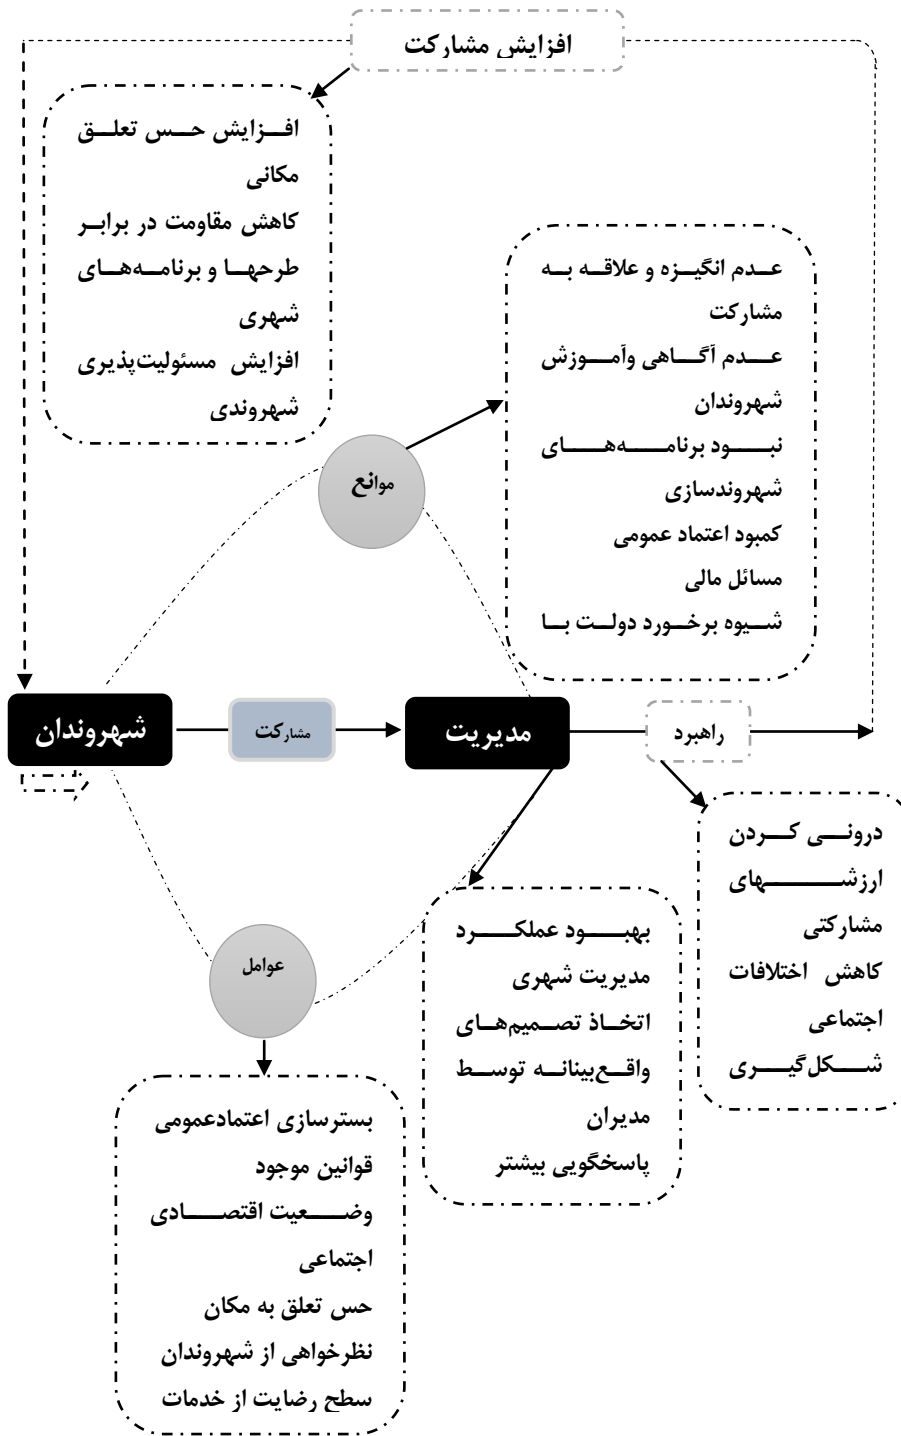 افزایش مشارکت
افزایش حس تعلق
مکانی
کاهش مقاومت در برابر
طرحها و برنامه‌های
شهری
افزایش مسئولیت‌پذیری
شهروندی
عدم انگیزه و علاقه به
مشارکت
عدم آگاهی وآموزش
شهروندان
نبود برنامه‌های
شهروندسازی
کمبود اعتماد عمومی
مسائل مالی
شیوه برخورد دولت با
موانع
شهروندان
مشارکت
مدیریت
راهبرد
درونی کردن
ارزشهای
مشارکتی
کاهش اختلافات
اجتماعی
شکل‌گیری
بهبود عملکرد
مدیریت شهری
اتخاذ تصمیم‌های
واقع‌بینانه توسط
مدیران
پاسخگویی بیشتر
عوامل
بسترسازی اعتمادعمومی
قوانین موجود
وضعیت اقتصادی
اجتماعی
حس تعلق به مکان
نظرخواهی از شهروندان
سطح رضایت از خدمات